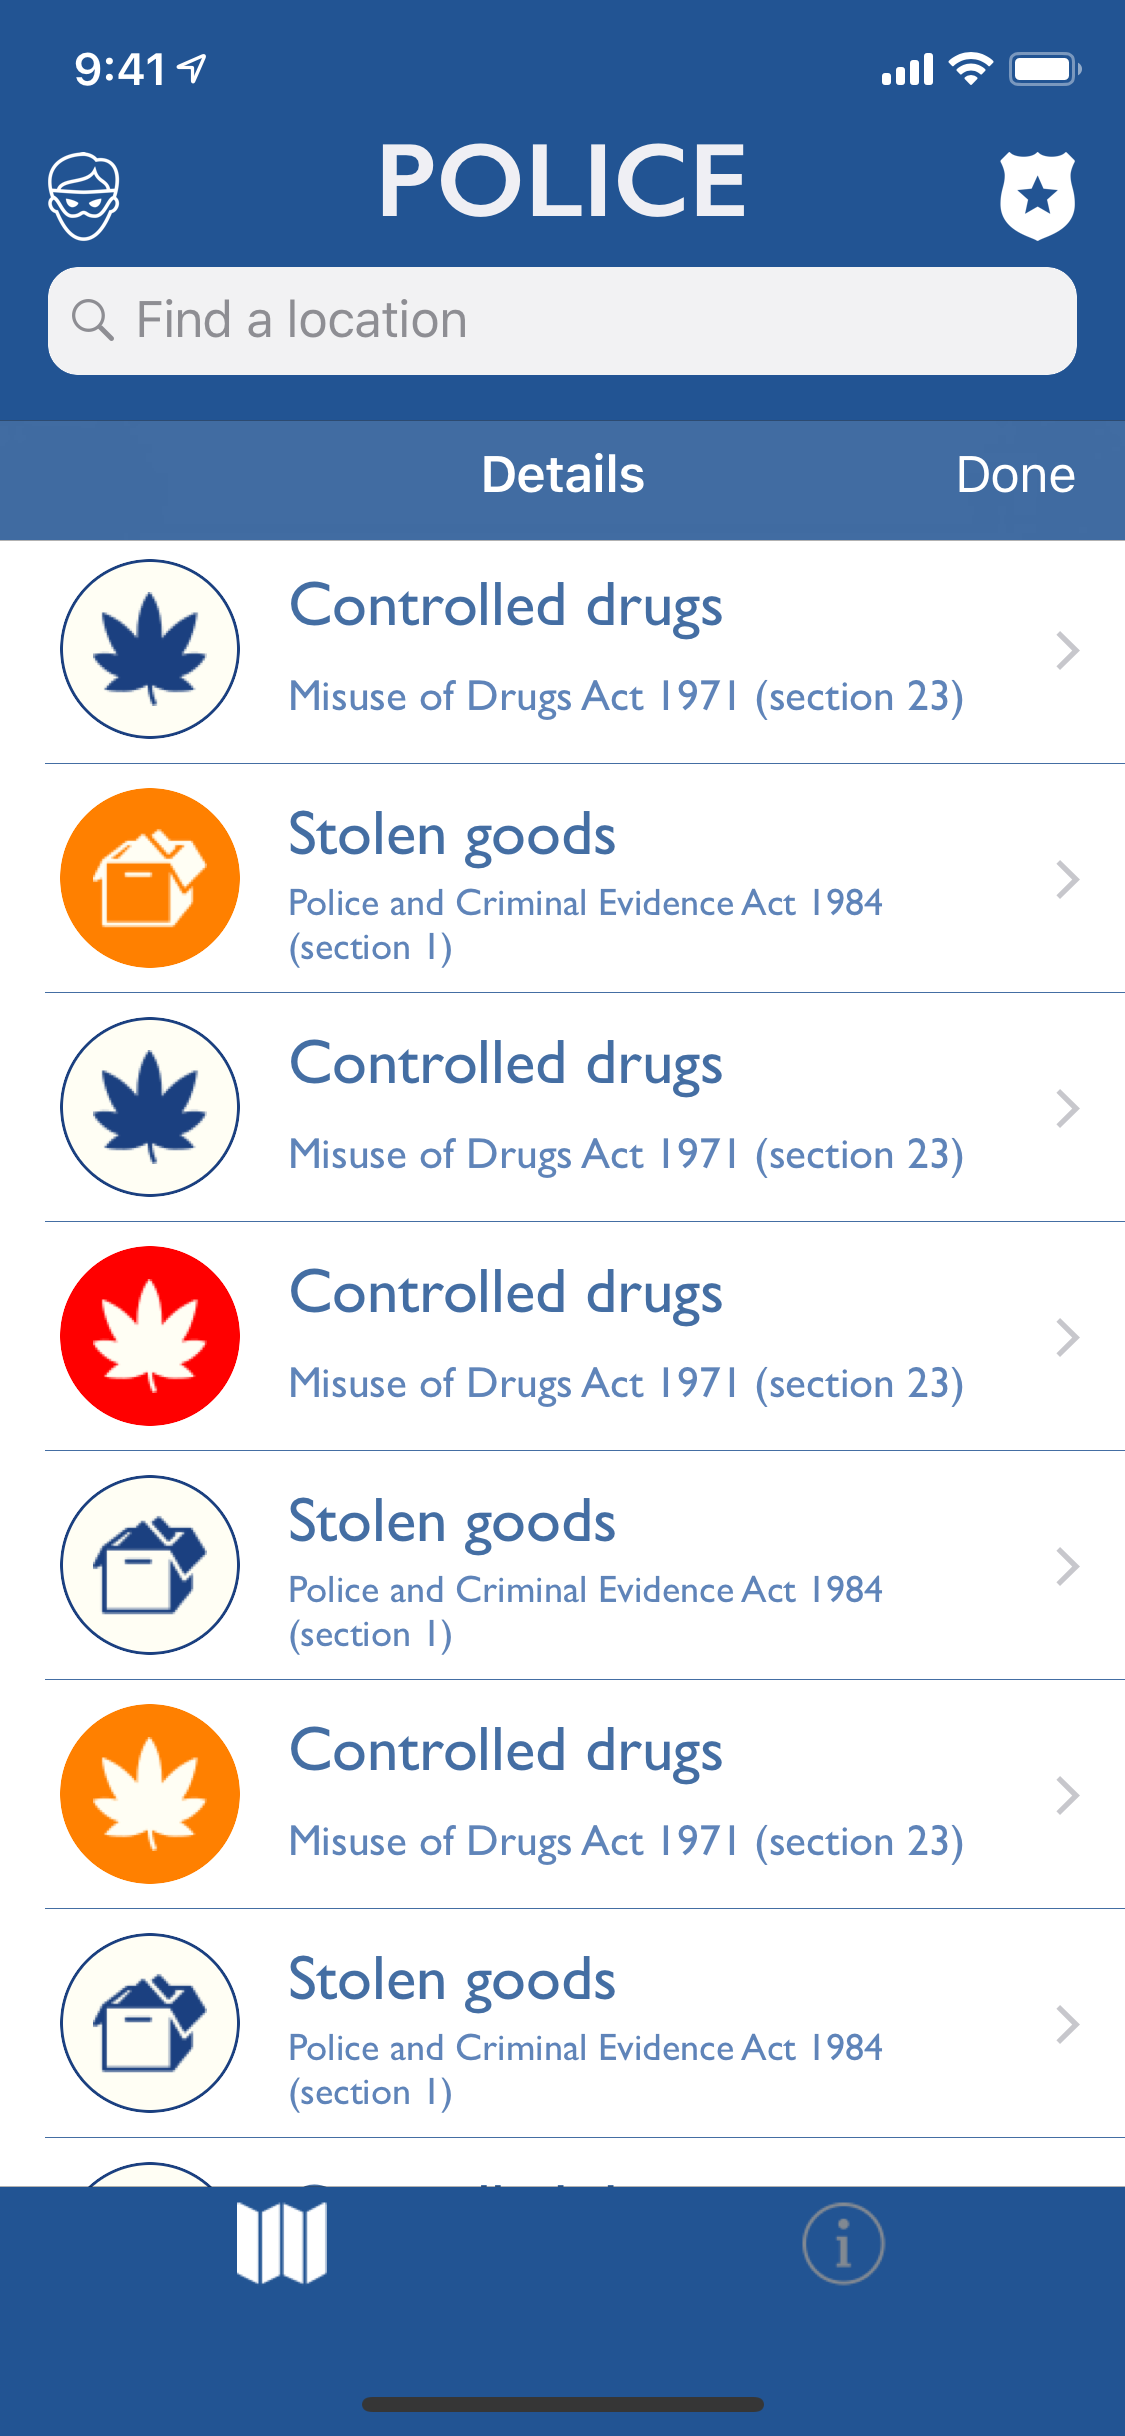 9:41
POLICE
Find a location
Details
Done
Controlled drugs
Misuse of Drugs Act 1971 (section 23)
Stolen goods
Police and Criminal Evidence Act 1984
(section 1)
Controlled drugs
Misuse of Drugs Act 1971 (section 23)
Controlled drugs
Misuse of Drugs Act 1971 (section 23)
Stolen goods
Police and Criminal Evidence Act 1984
(section 1)
Controlled drugs
Misuse of Drugs Act 1971 (section 23)
Stolen goods
Police and Criminal Evidence Act 1984
(section 1)